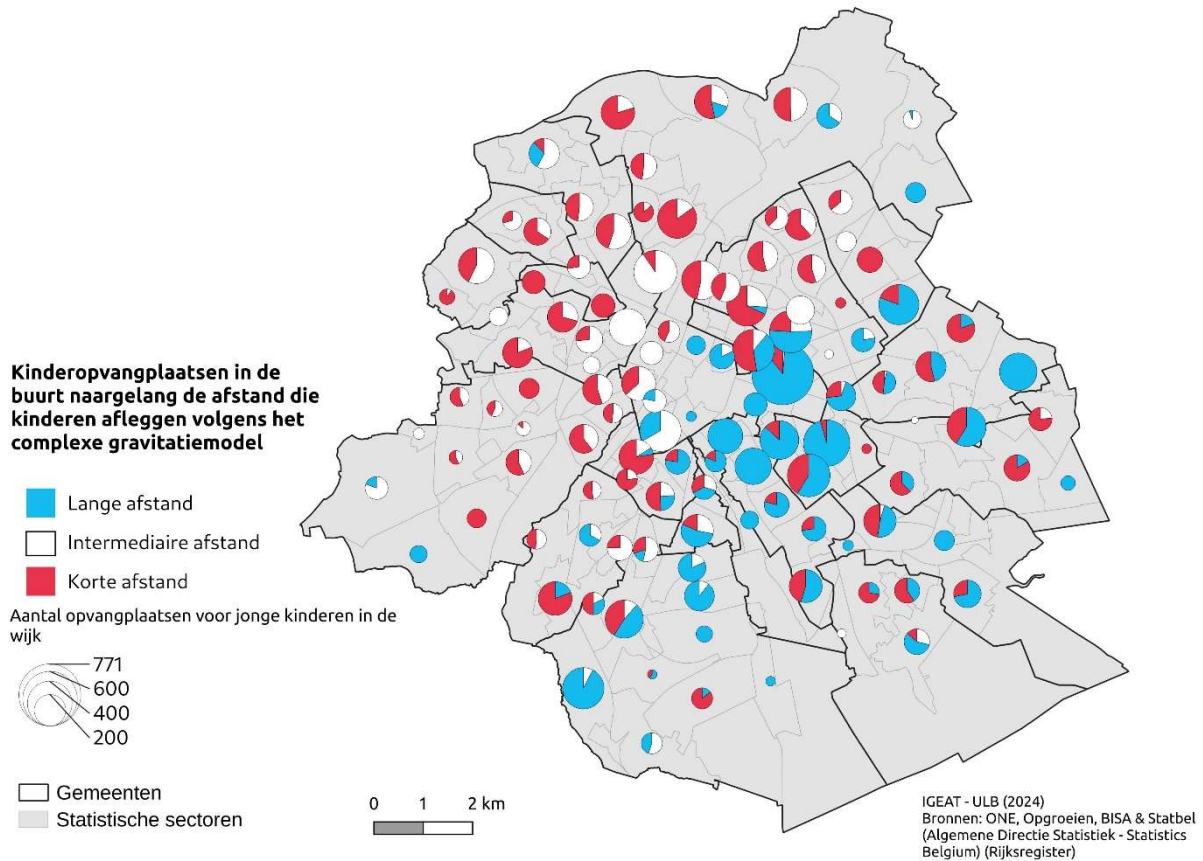 Kinderopvangplaatsen in de
buurt naargelang de afstand die
kinderen afleggen volgens het
complexe gravitatiemodel
Lange afstand
Intermediaire afstand
Korte afstand
Aantal opvangplaatsen voor jonge kinderen in de
wijk
771
600
400
200
Gemeenten
Statistische sectoren
0 1 2 km
IGEAT - ULB (2024)
Bronnen: ONE, Opgroeien, BISA & Statbel
(Algemene Directie Statistiek - Statistics
Belgium) (Rijksregister)